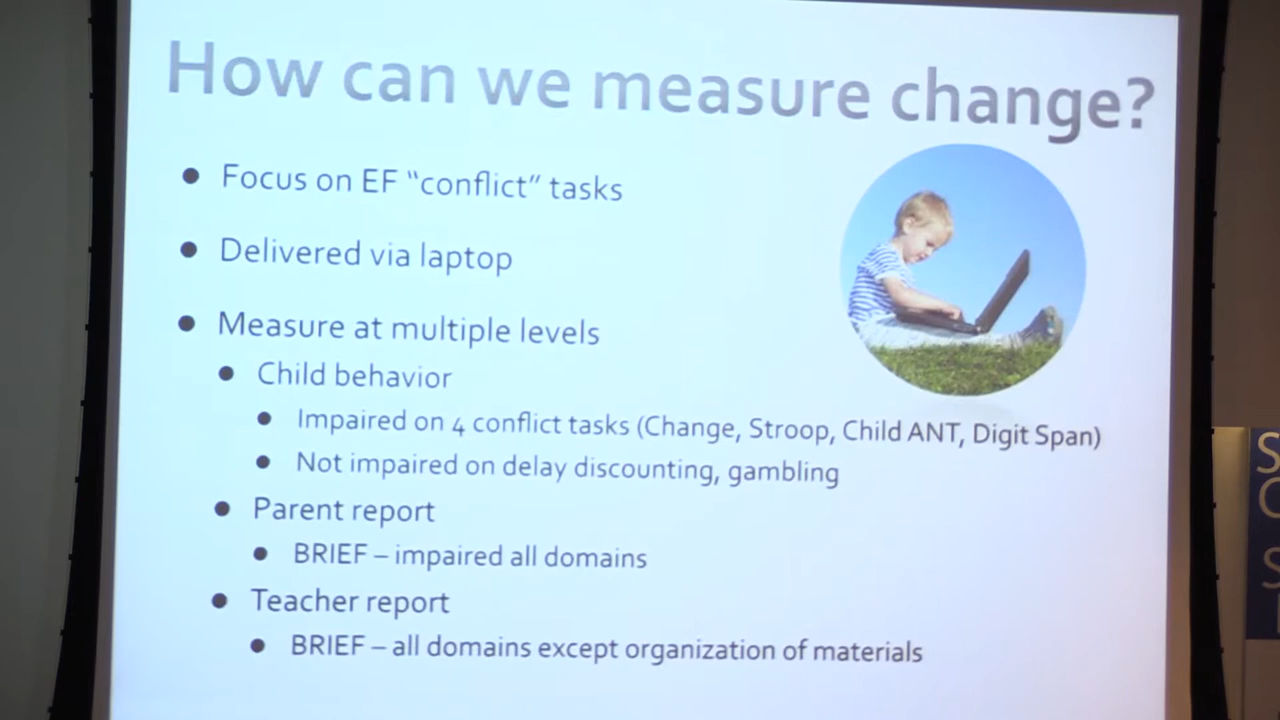 How can we measure change?
● Focus on EF “conflict” tasks
● Delivered via laptop
● Measure at multiple levels
● Child behavior
● Impaired on 4 conflict tasks (Change, Stroop, Child ANT, Digit Span)
● Not impaired on delay discounting, gambling
● Parent report
● BRIEF – impaired all domains
● Teacher report
● BRIEF – all domains except organization of materials